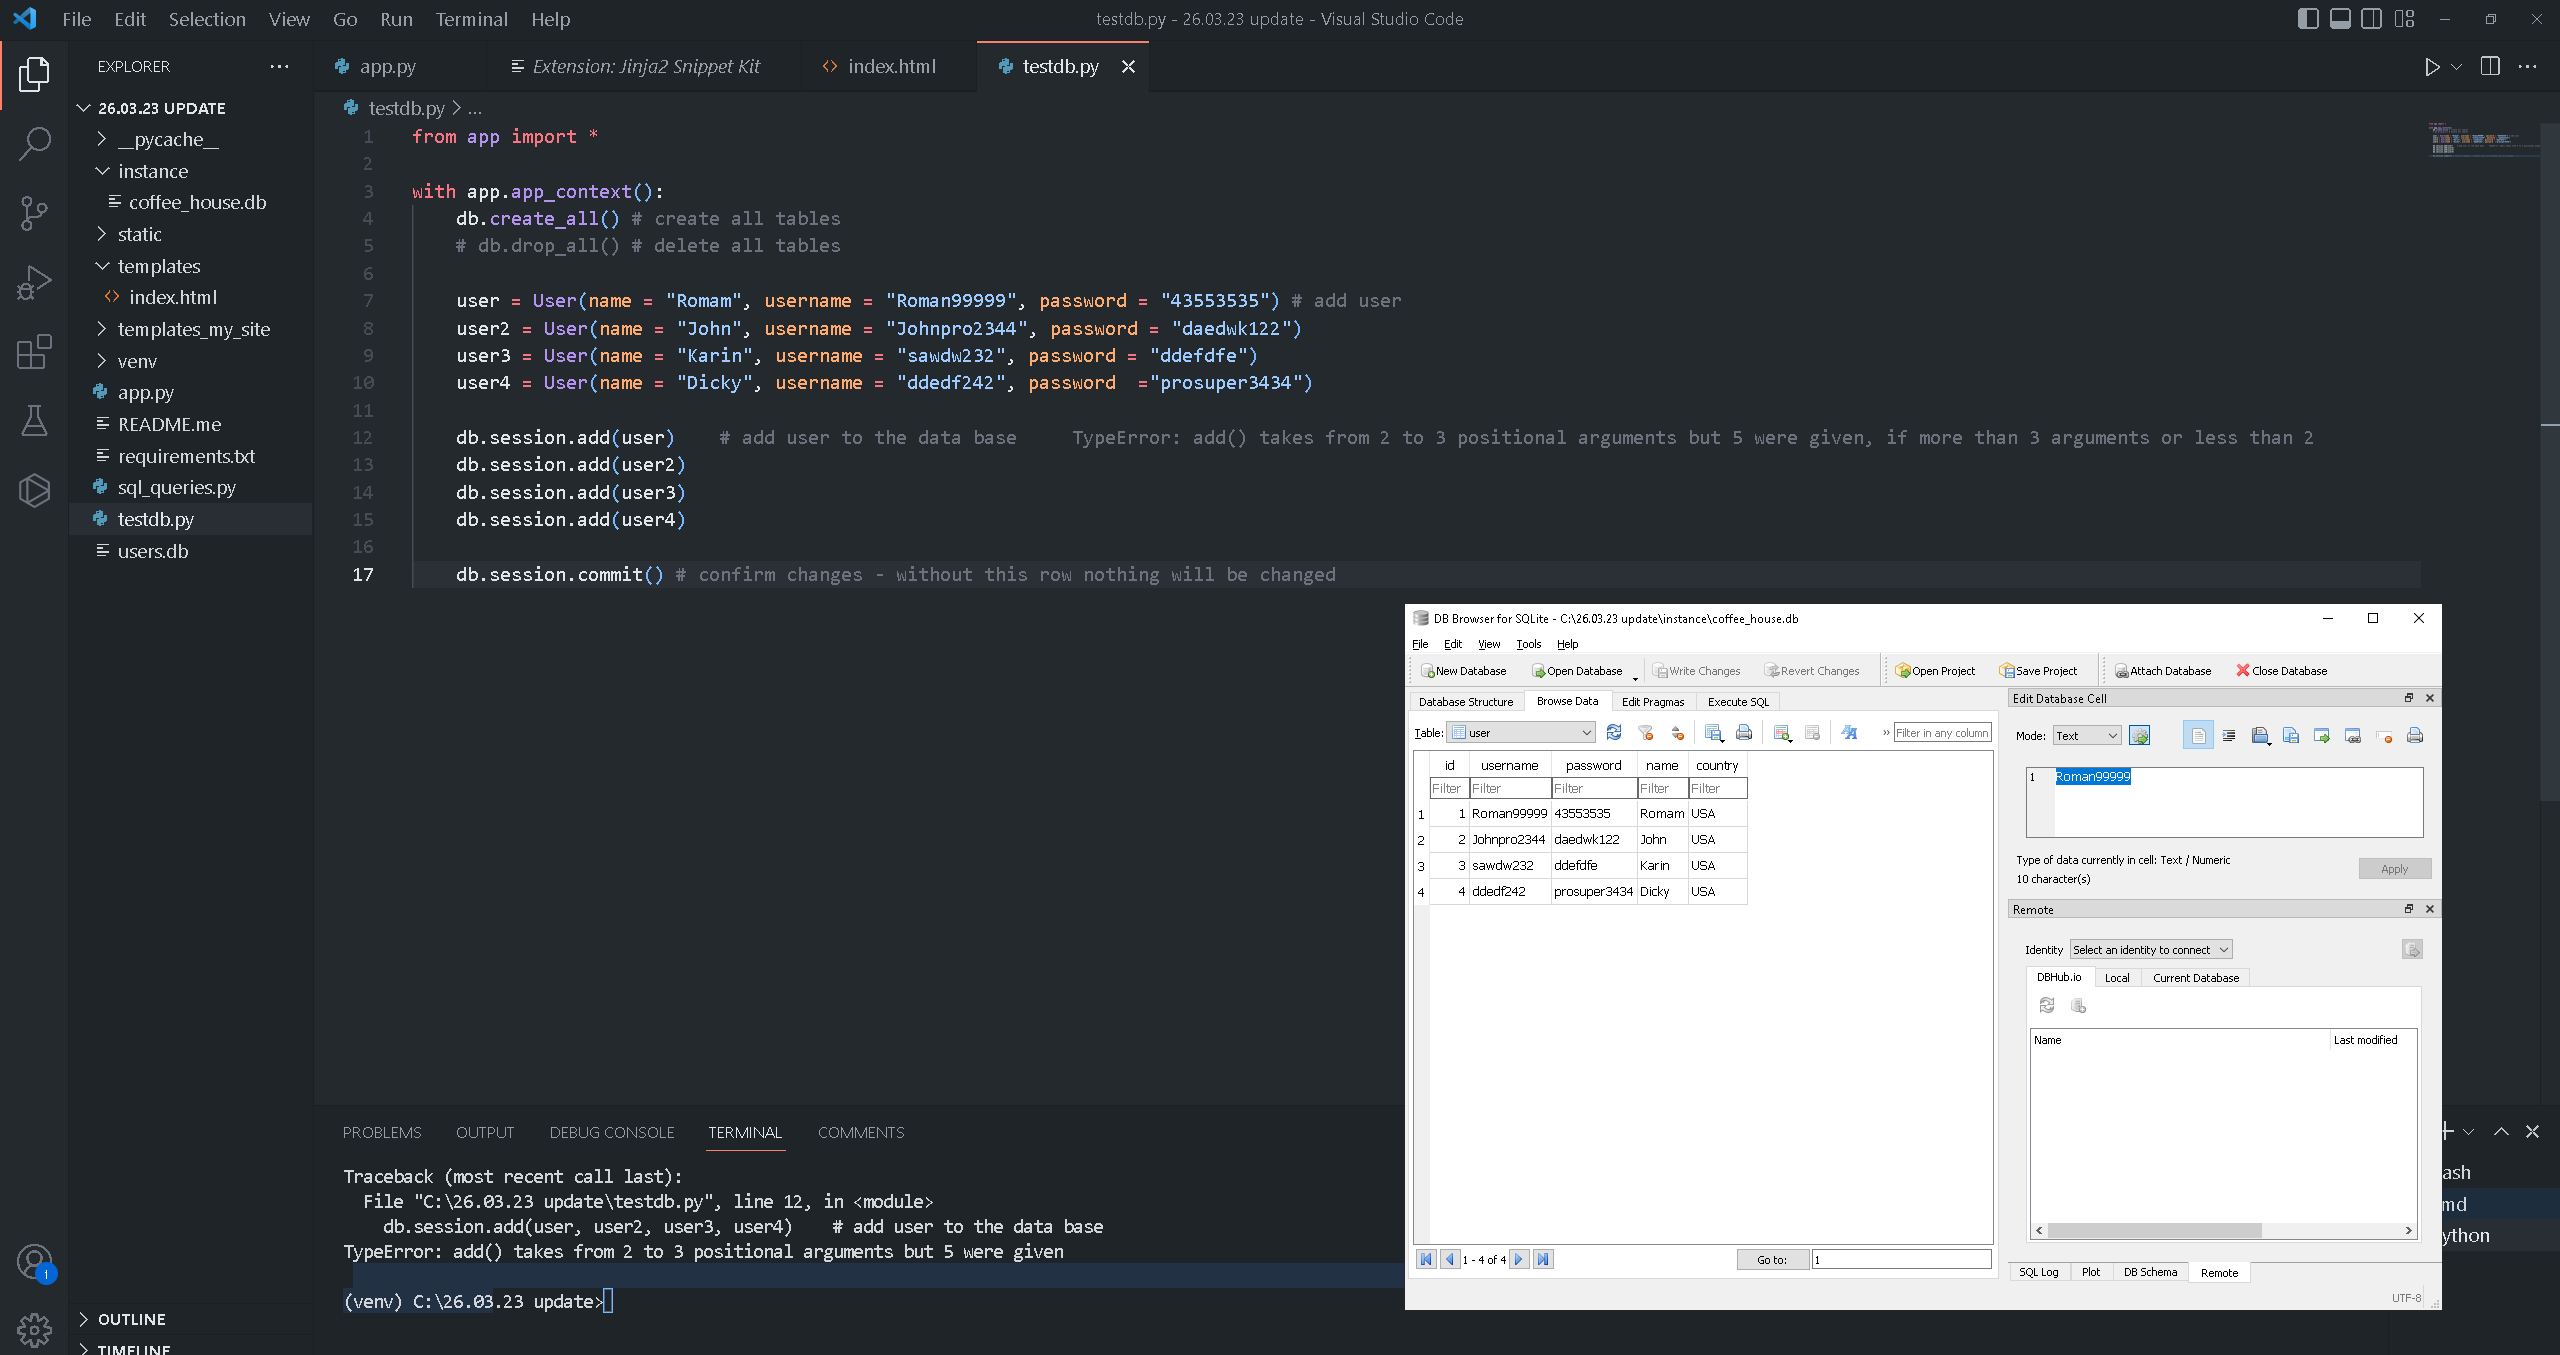 File Edit Selection View Go Run Terminal Help
testdb.py - 26.03.23 update - Visual Studio Code
EXPLORER
26.03.23 UPDATE
__pycache__
instance
coffee_house.db
static
templates
index.html
templates_my_site
venv
app.py
README.me
requirements.txt
sql_queries.py
testdb.py
users.db
OUTLINE
TIMELINE
1
app.py
Extension: Jinja2 Snippet Kit
index.html
testdb.py
testdb.py > ...
1 from app import *
2
3 with app.app_context():
4 db.create_all() # create all tables
5 # db.drop_all() # delete all tables
6
7 user = User(name = "Romam", username = "Roman99999", password = "43553535") # add user
8 user2 = User(name = "John", username = "Johnpro2344", password = "daedwk122")
9 user3 = User(name = "Karin", username = "sawdw232", password = "ddefdfe")
10 user4 = User(name = "Dicky", username = "ddedf242", password ="prosuper3434")
11
12 db.session.add(user) # add user to the data base TypeError: add() takes from 2 to 3 positional arguments but 5 were given, if more than 3 arguments or less than 2
13 db.session.add(user2)
14 db.session.add(user3)
15 db.session.add(user4)
16
17 db.session.commit() # confirm changes - without this row nothing will be changed
PROBLEMS OUTPUT DEBUG CONSOLE TERMINAL COMMENTS
Traceback (most recent call last):
File "C:\26.03.23 update\testdb.py", line 12, in <module>
db.session.add(user, user2, user3, user4) # add user to the data base
TypeError: add() takes from 2 to 3 positional arguments but 5 were given
(venv) C:\26.03.23 update>
ash
md
ython
DB Browser for SQLite - C:\26.03.23 update\instance\coffee_house.db
File Edit View Tools Help
New Database Open Database Write Changes Revert Changes Open Project Save Project Attach Database Close Database
Database Structure Browse Data Edit Pragmas Execute SQL
Table: user
Filter in any column
id username password name country
Filter Filter Filter Filter Filter
1 1 Roman99999 43553535 Romam USA
2 2 Johnpro2344 daedwk122 John USA
3 3 sawdw232 ddefdfe Karin USA
4 4 ddedf242 prosuper3434 Dicky USA
1 - 4 of 4
Go to: 1
Edit Database Cell
Mode: Text
1 Roman99999
Type of data currently in cell: Text / Numeric
10 character(s)
Apply
Remote
Identity Select an identity to connect
DBHub.io Local Current Database
Name Last modified
SQL Log Plot DB Schema Remote
UTF-8